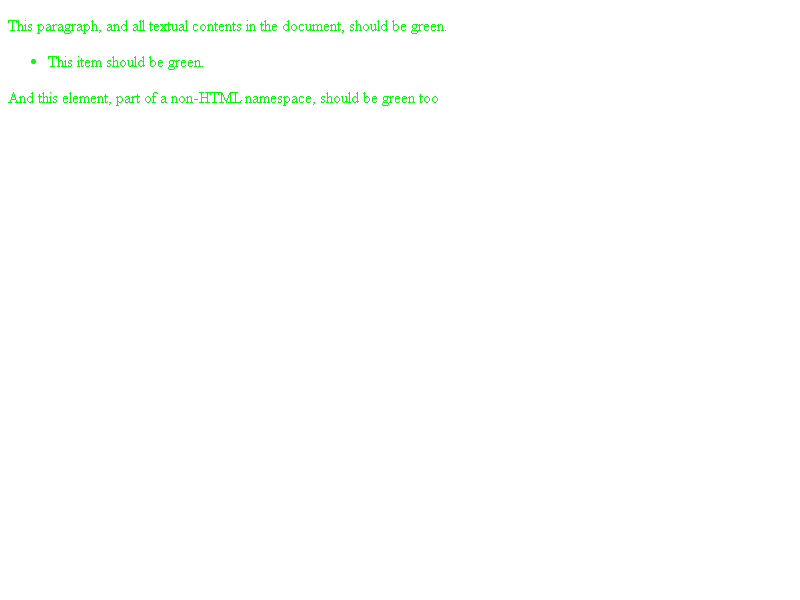 This paragraph, and all textual contents in the document, should be green.
• This item should be green.
And this element, part of a non-HTML namespace, should be green too